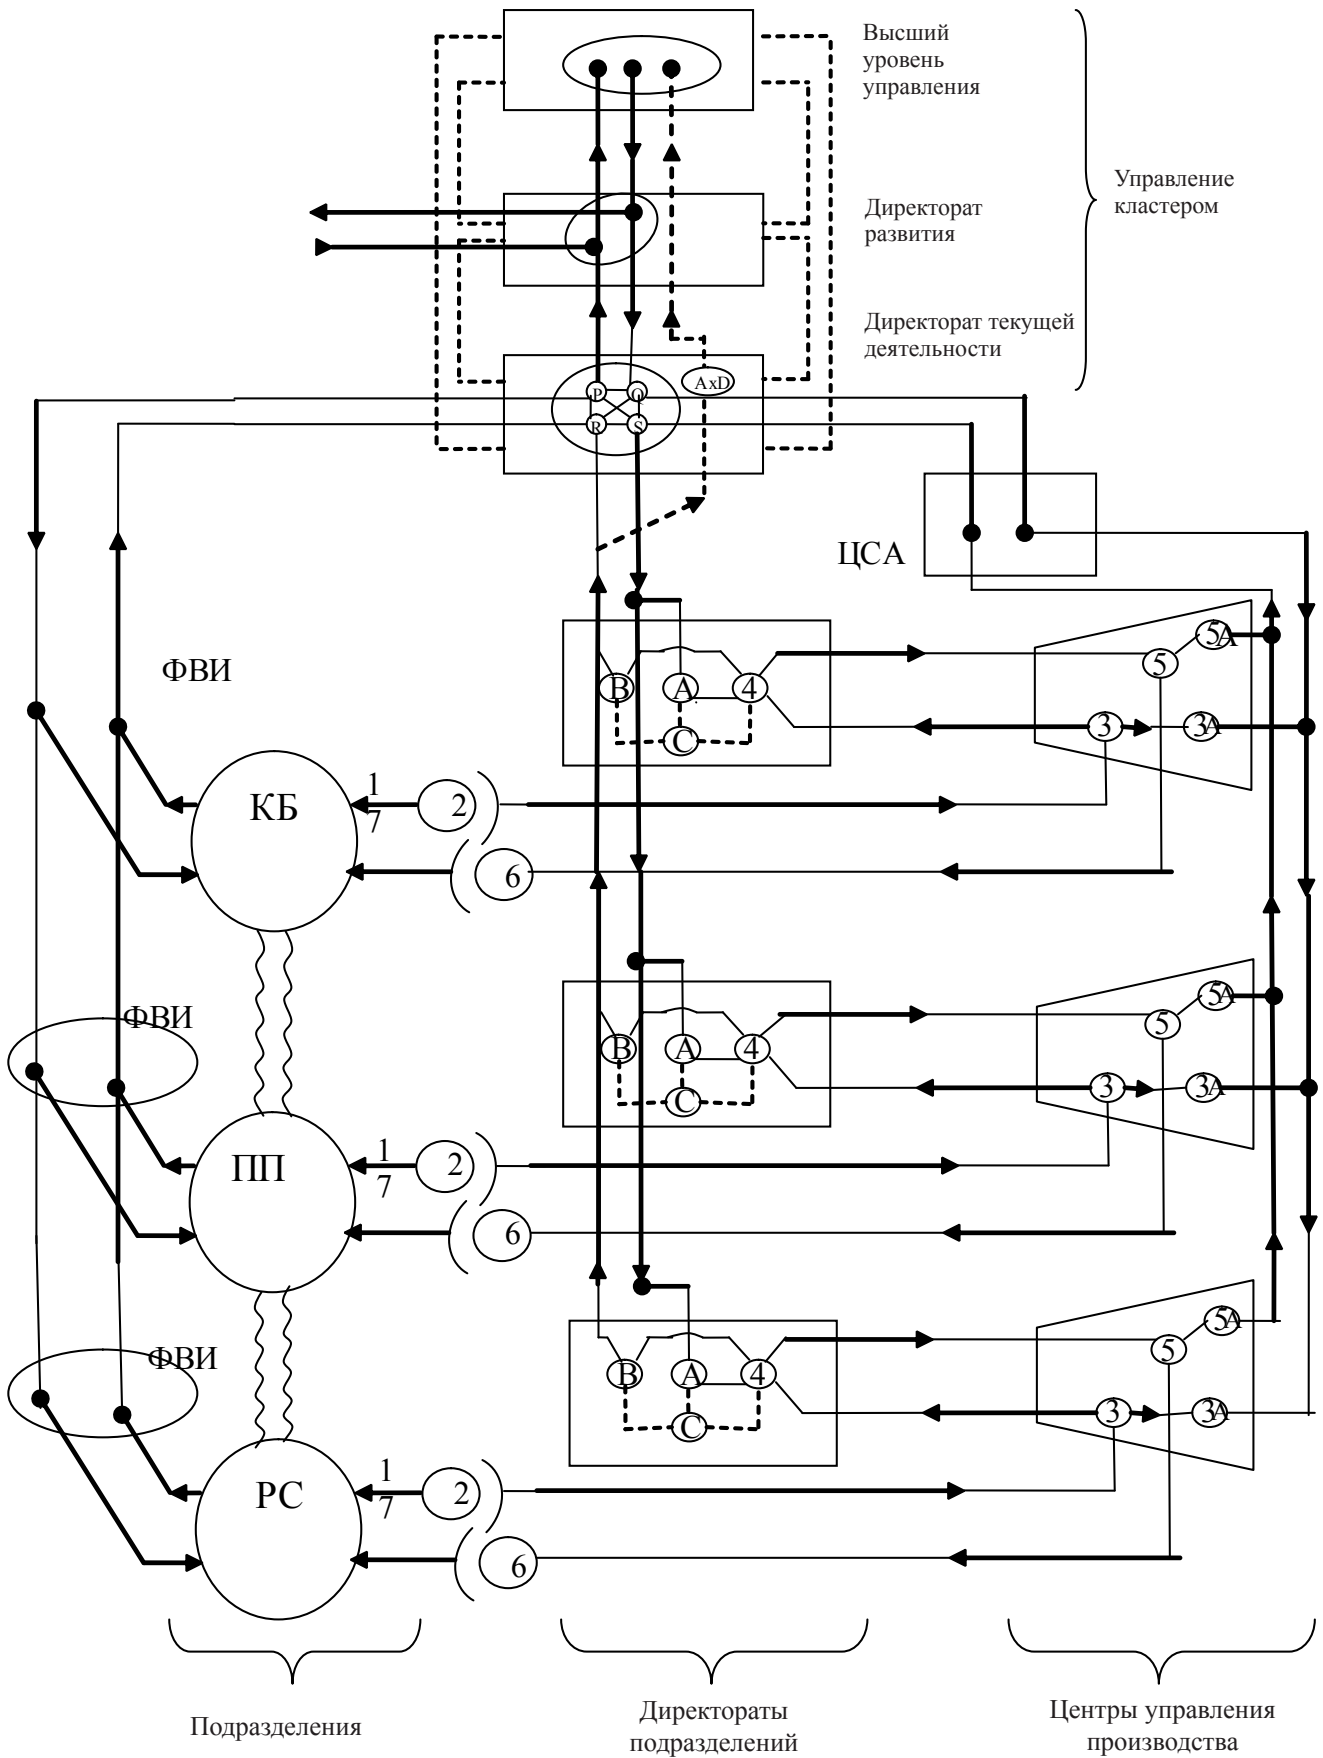 Высший
уровень
управления
Управление
кластером
Директорат
развития
Директорат текущей
деятельности
AxD
P Q
R S
ЦСА
ФВИ
5A
5
B A 4
3 3A
C
КБ
1
7
2
6
ФВИ
5A
5
B A 4
3 3A
C
ПП
1
7
2
6
ФВИ
5A
5
B A 4
3 3A
C
РС
1
7
2
6
Подразделения
Директораты
подразделений
Центры управления
производства